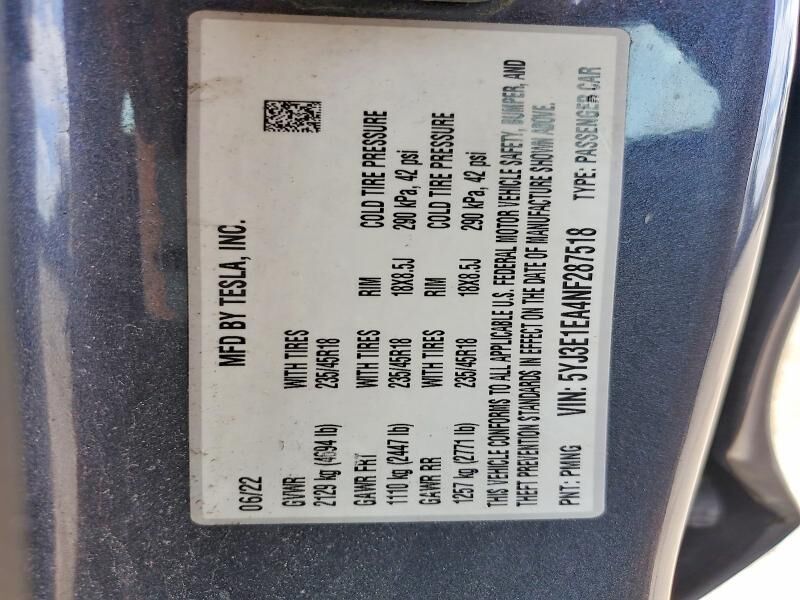 MFD BY TESLA, INC.
06/22
GVWR WITH TIRES RIM COLD TIRE PRESSURE
2129 kg (4694 lb) 235/45R18 18X8.5J 290 kPa, 42 psi
GAWR FRT WITH TIRES RIM COLD TIRE PRESSURE
1110 kg (2447 lb) 235/45R18 18X8.5J 290 kPa, 42 psi
GAWR RR
1257 kg (2771 lb) 235/45R18
THIS VEHICLE CONFORMS TO ALL APPLICABLE U.S. FEDERAL MOTOR VEHICLE SAFETY, BUMPER, AND
THEFT PREVENTION STANDARDS IN EFFECT ON THE DATE OF MANUFACTURE SHOWN ABOVE.
PNT: PMNG VIN: 5YJ3E1EA4NF287518 TYPE: PASSENGER CAR